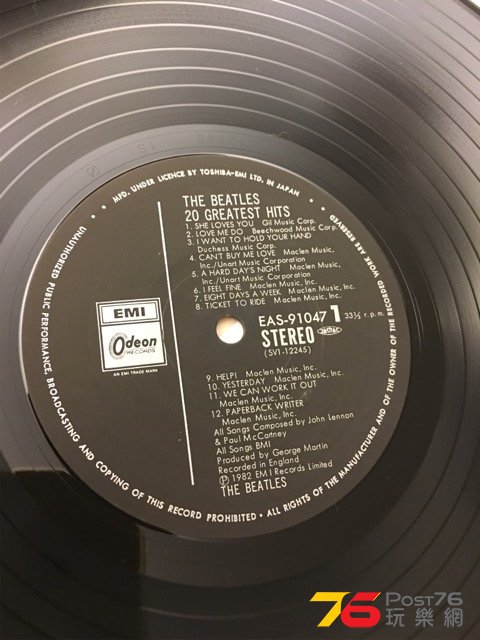 • MFD. UNDER LICENCE BY TOSHIBA-EMI LTD. IN JAPAN •
UNAUTHORIZED PUBLIC PERFORMANCE, BROADCASTING AND COPYING OF THIS RECORD PROHIBITED • ALL RIGHTS OF THE MANUFACTURER AND OF THE OWNER OF THE RECORDED WORK ARE RESERVED
THE BEATLES
20 GREATEST HITS
1. SHE LOVES YOU Gil Music Corp.
2. LOVE ME DO Beechwood Music Corp.
3. I WANT TO HOLD YOUR HAND
Duchess Music Corp.
4. CAN'T BUY ME LOVE Maclen Music,
Inc./Unart Music Corporation
5. A HARD DAY'S NIGHT Maclen Music,
Inc./Unart Music Corporation
6. I FEEL FINE Maclen Music, Inc.
7. EIGHT DAYS A WEEK Maclen Music, Inc.
8. TICKET TO RIDE Maclen Music, Inc.
EAS-91047 1 33⅓ r.p.m.
STEREO
(SV1-12245)
EMI
Odeon
RECORDS
AN EMI TRADE MARK
9. HELP! Maclen Music, Inc.
10. YESTERDAY Maclen Music, Inc.
11. WE CAN WORK IT OUT
Maclen Music, Inc.
12. PAPERBACK WRITER
Maclen Music, Inc.
All Songs Composed by John Lennon
& Paul McCartney
All Songs BMI
Produced by George Martin
Recorded in England
Ⓟ 1982 EMI Records Limited
THE BEATLES
76 Post76
玩樂網